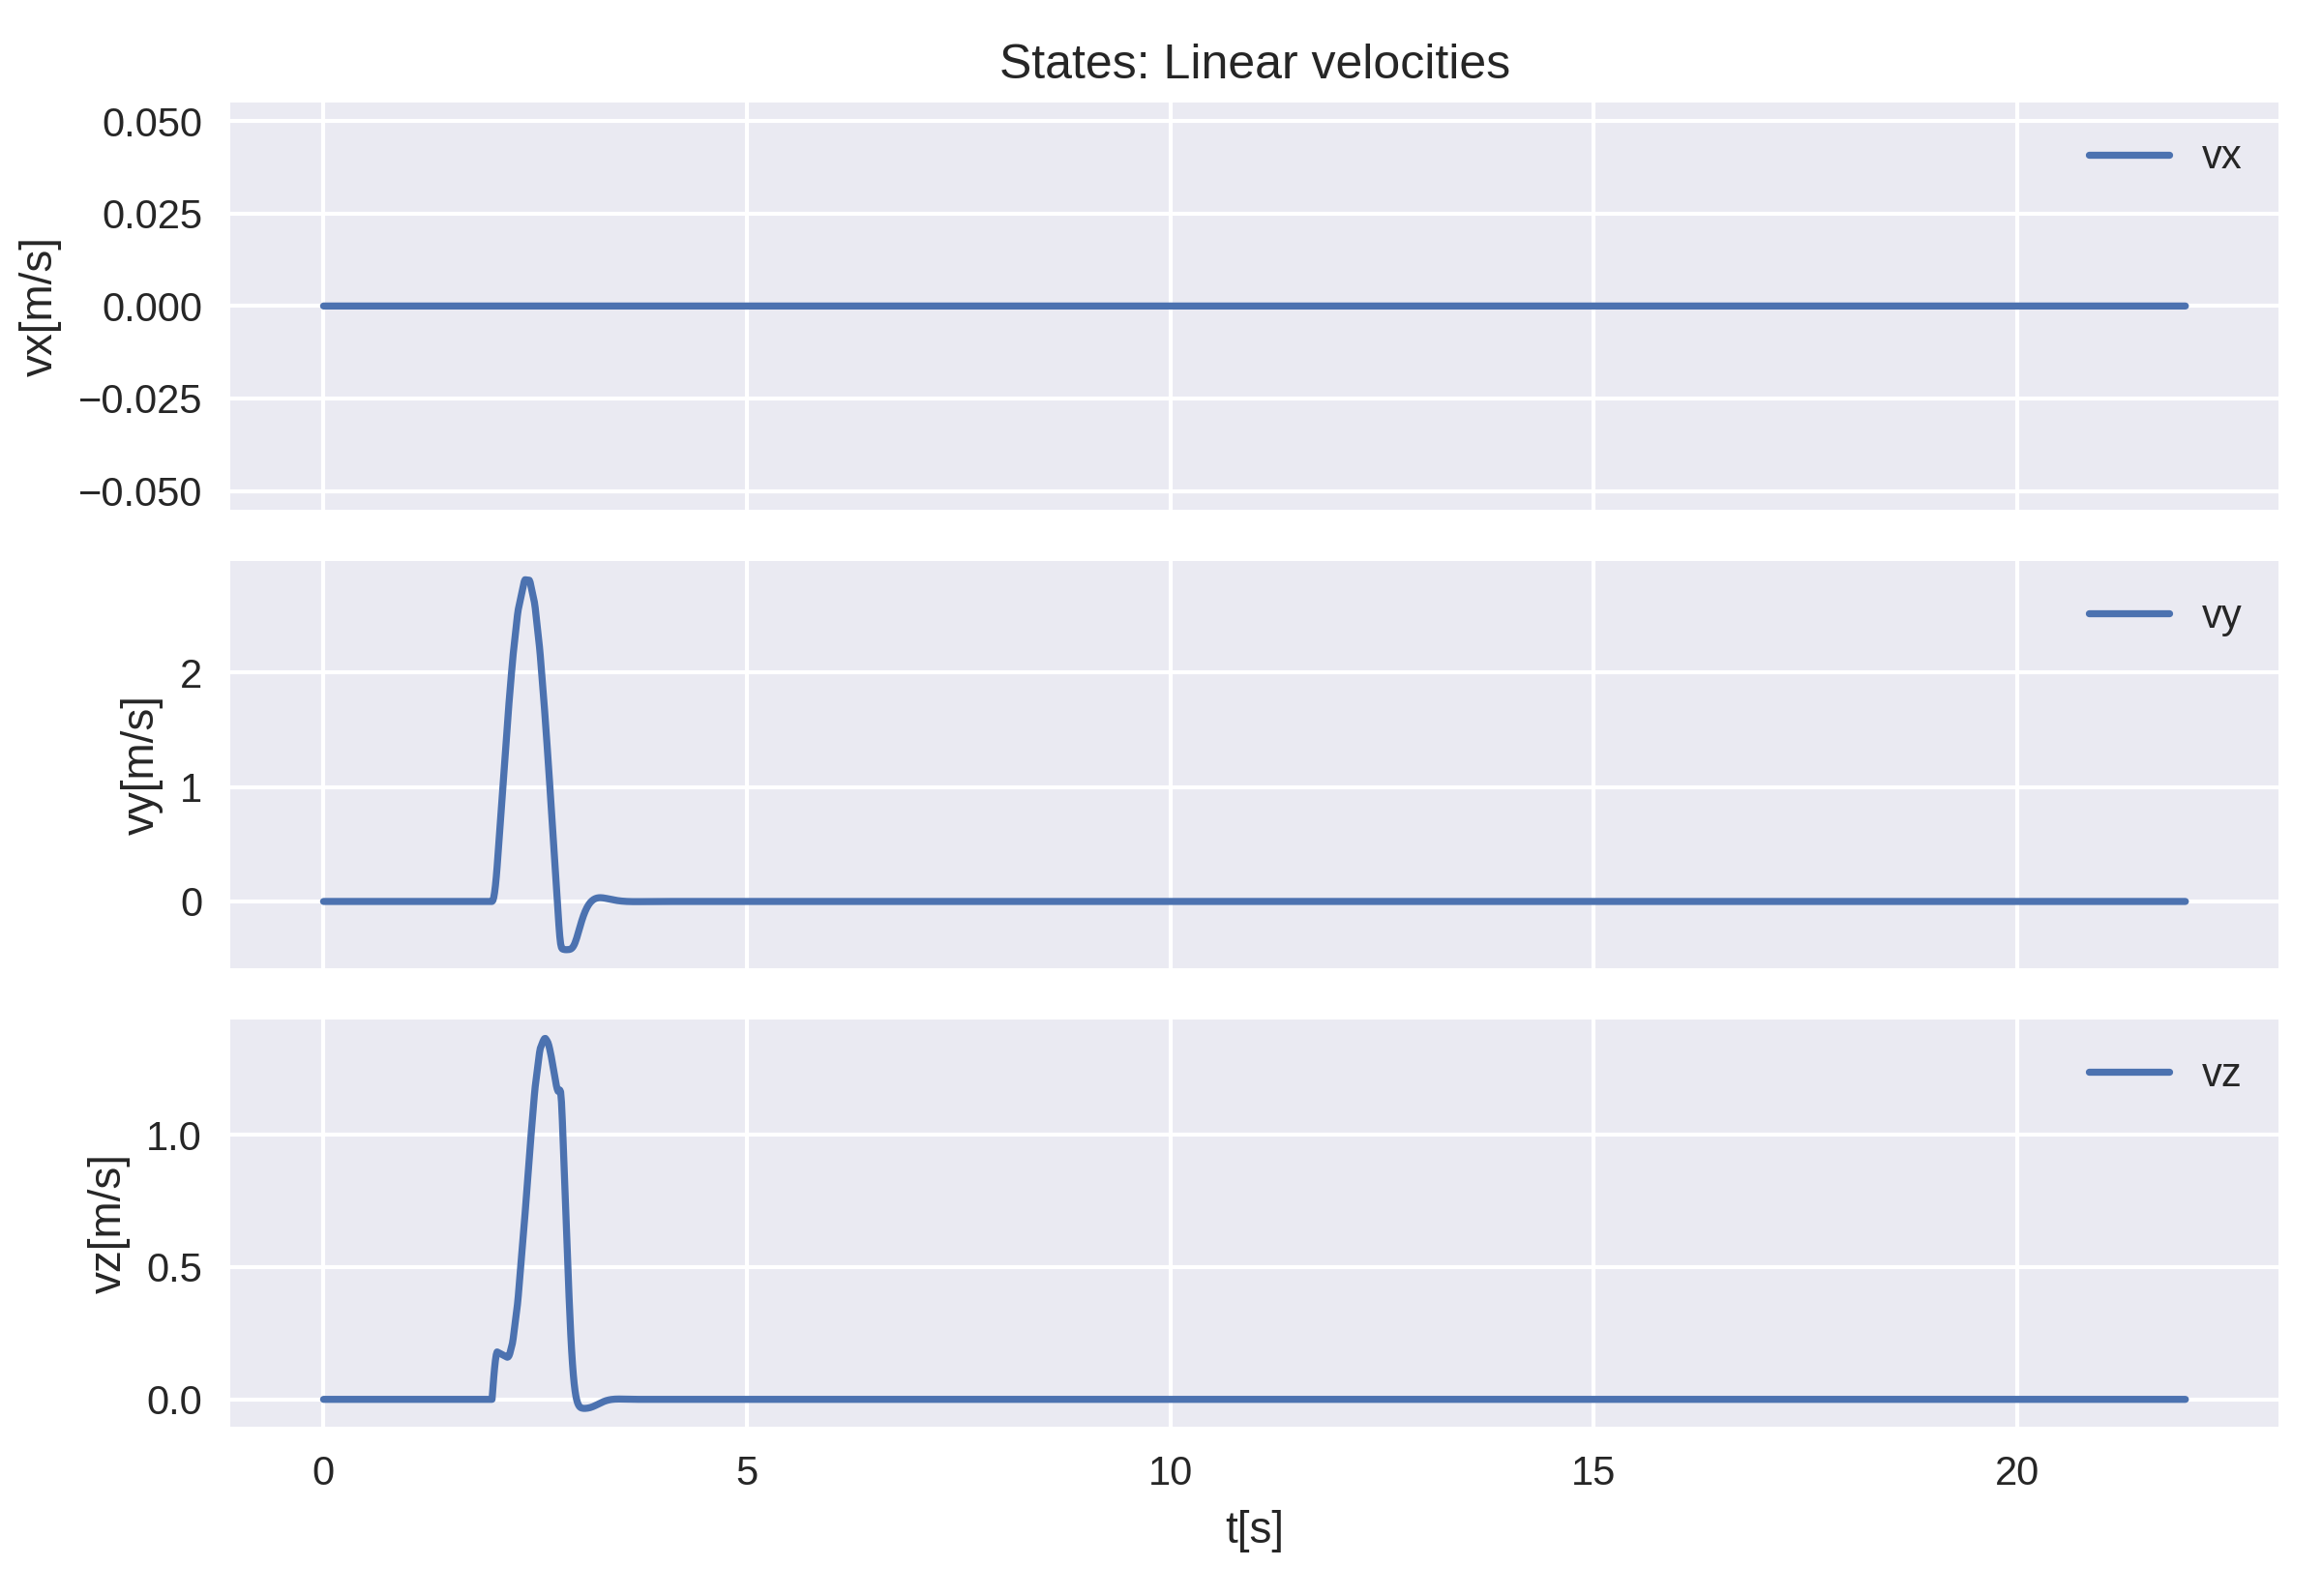 States: Linear velocities
0.050
0.025
0.000
−0.025
−0.050
vx[m/s]
vx
2
1
0
vy[m/s]
vy
1.0
0.5
0.0
vz[m/s]
vz
0 5 10 15 20
t[s]